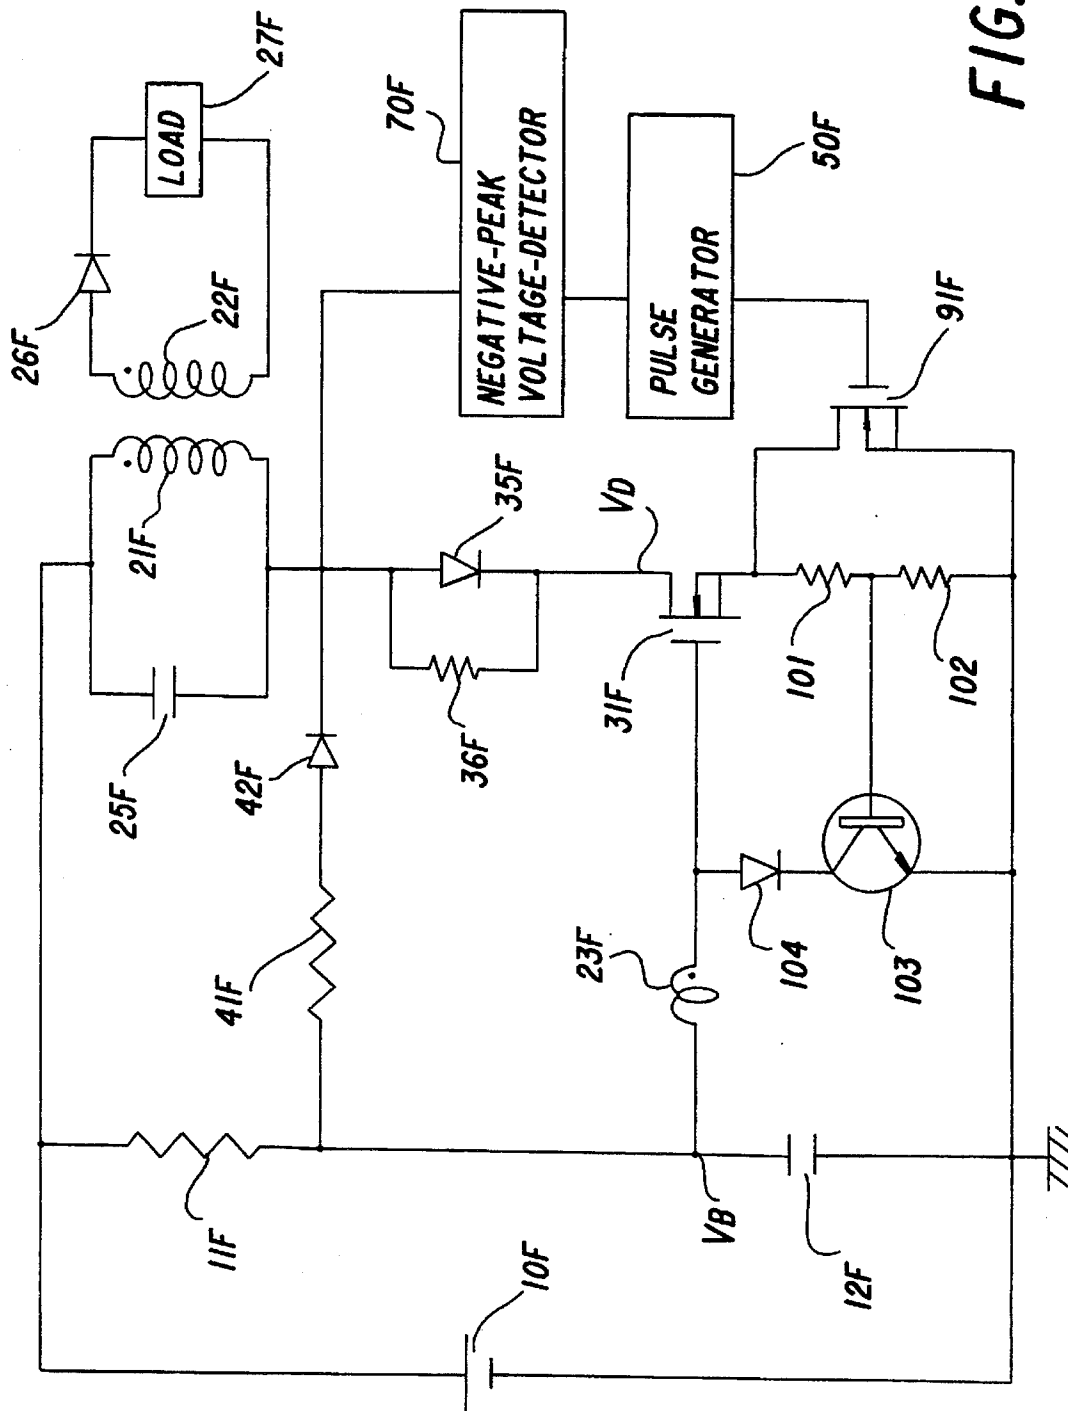 FIG.
26F
LOAD
27F
22F
21F
25F
70F
NEGATIVE-PEAK
VOLTAGE-DETECTOR
50F
PULSE
GENERATOR
35F
42F
36F
41F
11F
10F
VD
31F
91F
101
102
23F
104
103
VB
12F